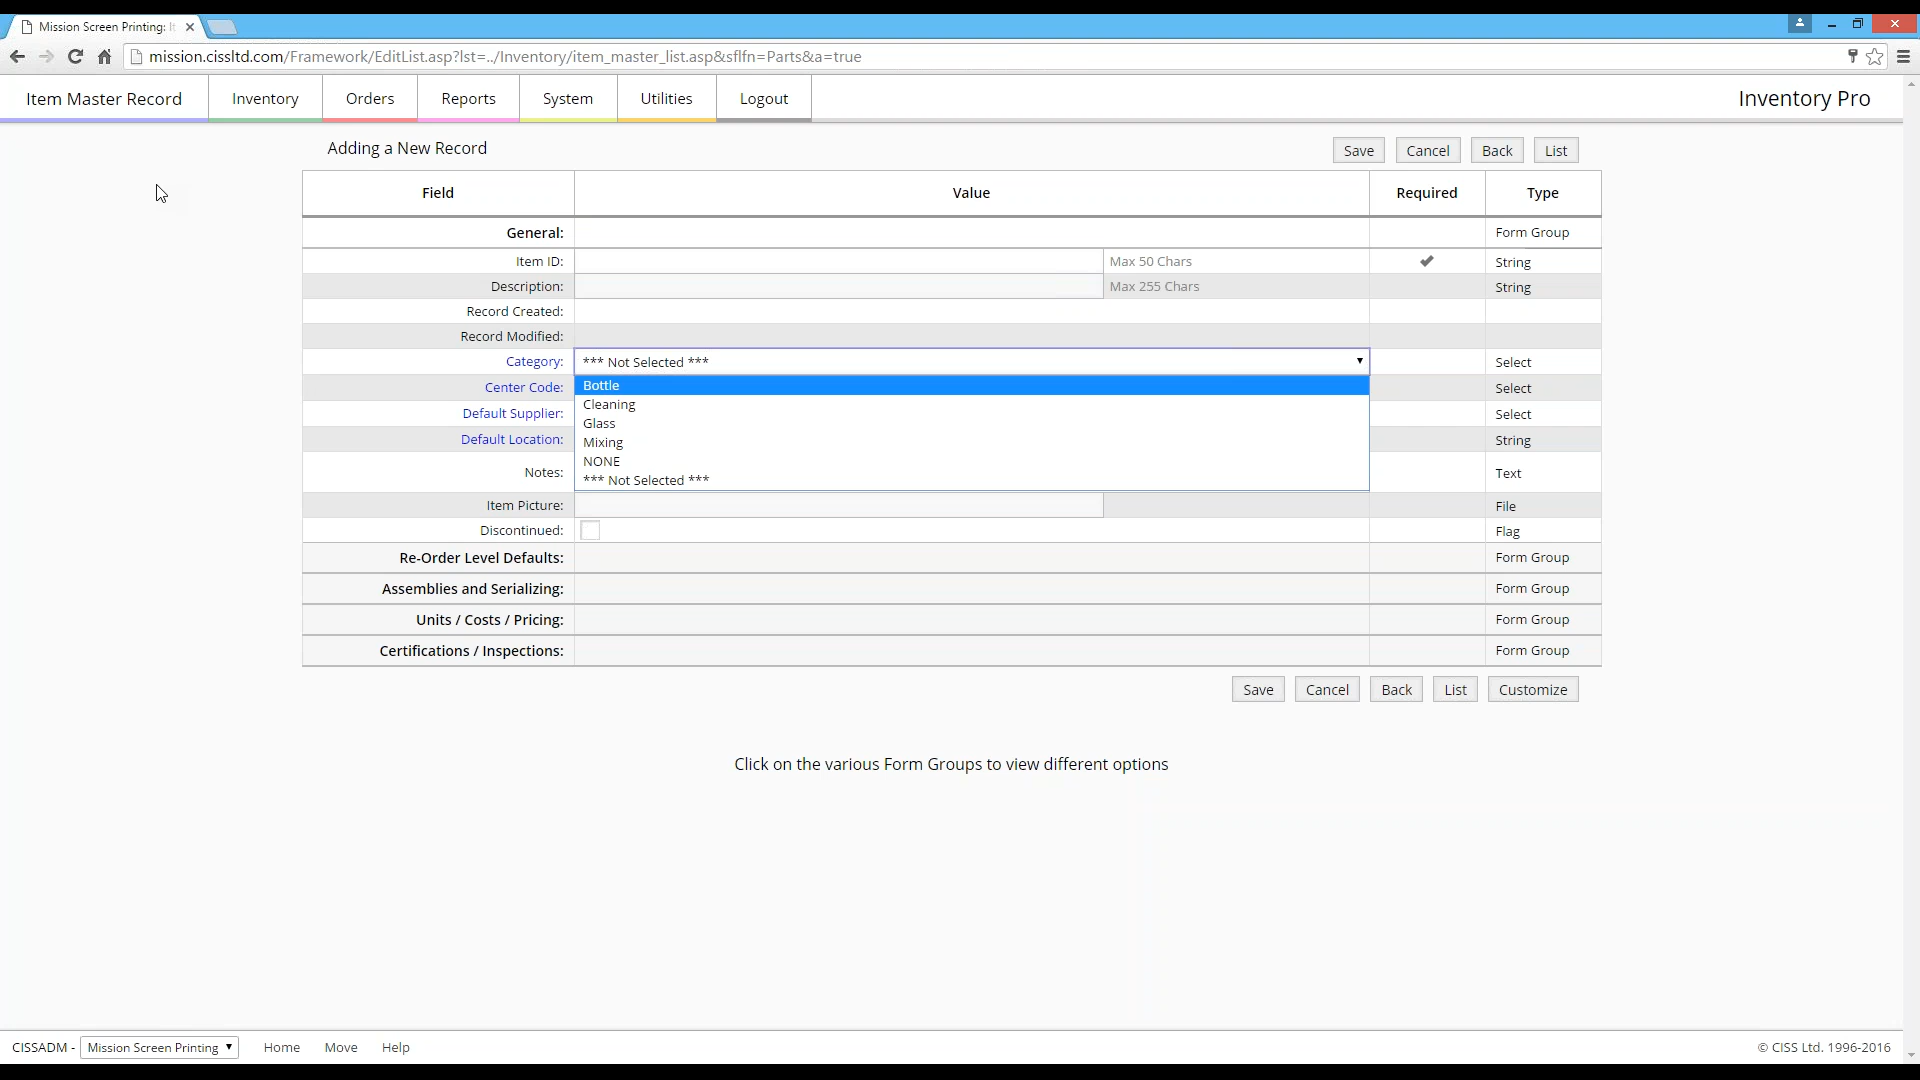 Mission Screen Printing: It
mission.cissltd.com/Framework/EditList.asp?lst=../Inventory/item_master_list.asp&sflfn=Parts&a=true
Item Master Record Inventory Orders Reports System Utilities Logout Inventory Pro
Adding a New Record Save Cancel Back List
Field Value Required Type
General: Form Group
Item ID: Max 50 Chars ✔ String
Description: Max 255 Chars String
Record Created:
Record Modified:
Category: *** Not Selected *** Select
Center Code: Bottle Select
Cleaning
Default Supplier: Glass Select
Default Location: Mixing String
NONE
Notes: *** Not Selected *** Text
Item Picture: File
Discontinued: Flag
Re-Order Level Defaults: Form Group
Assemblies and Serializing: Form Group
Units / Costs / Pricing: Form Group
Certifications / Inspections: Form Group
Save Cancel Back List Customize
Click on the various Form Groups to view different options
CISSADM - Mission Screen Printing Home Move Help © CISS Ltd. 1996-2016